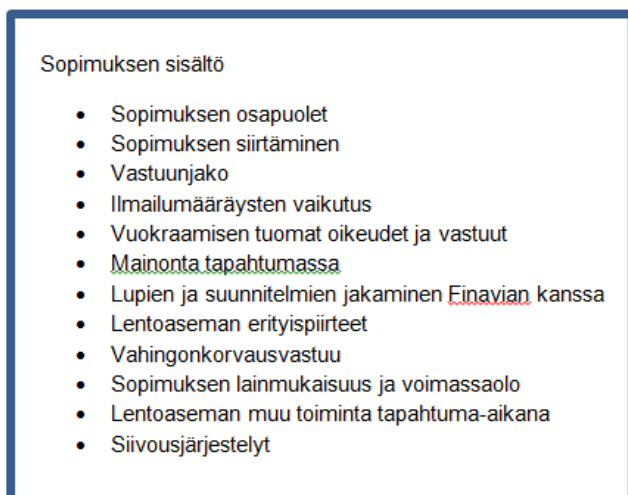 Sopimuksen sisältö
• Sopimuksen osapuolet
• Sopimuksen siirtäminen
• Vastuunjako
• Ilmailumääräysten vaikutus
• Vuokraamisen tuomat oikeudet ja vastuut
• Mainonta tapahtumassa
• Lupien ja suunnitelmien jakaminen Finavian kanssa
• Lentoaseman erityispiirteet
• Vahingonkorvausvastuu
• Sopimuksen lainmukaisuus ja voimassaolo
• Lentoaseman muu toiminta tapahtuma-aikana
• Siivousjärjestelyt